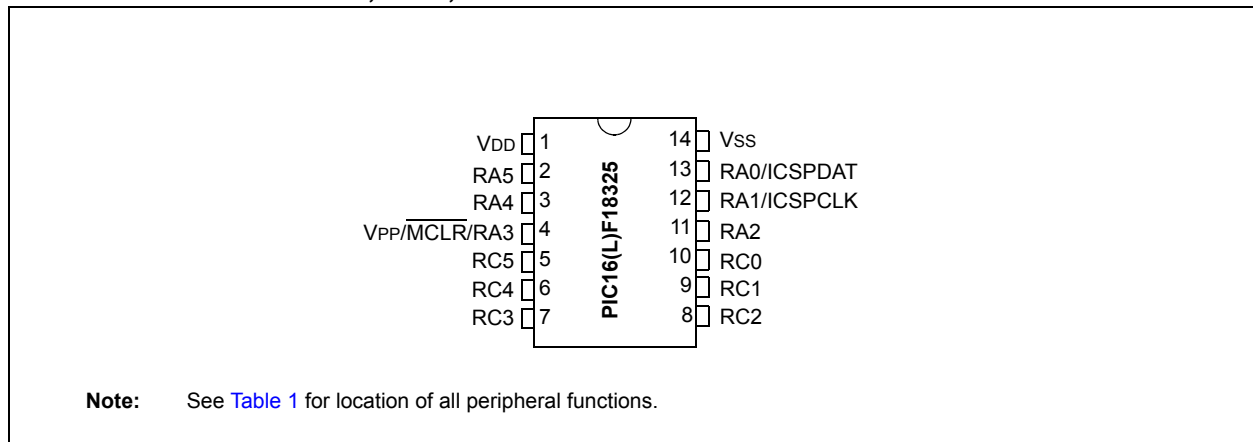 VDD 1 14 VSS
RA5 2 13 RA0/ICSPDAT
RA4 3 12 RA1/ICSPCLK
VPP/MCLR/RA3 4 11 RA2
RC5 5 10 RC0
RC4 6 9 RC1
RC3 7 8 RC2
PIC16(L)F18325
Note: See Table 1 for location of all peripheral functions.